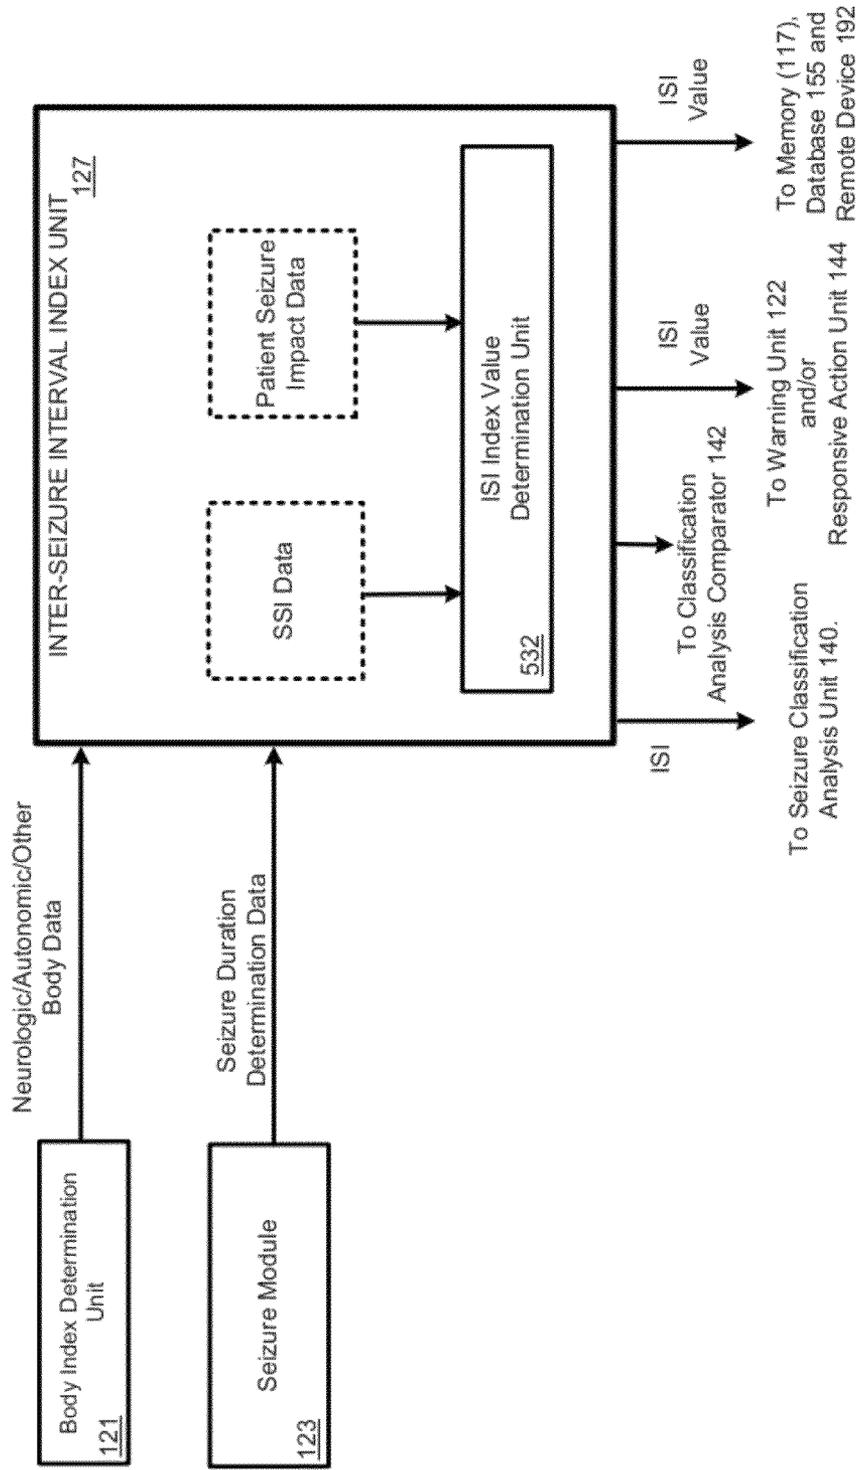 Body Index Determination
Unit
121
Neurologic/Autonomic/Other
Body Data
Seizure Module
123
Seizure Duration
Determination Data
INTER-SEIZURE INTERVAL INDEX UNIT
127
SSI Data
Patient Seizure
Impact Data
ISI Index Value
Determination Unit
532
ISI
To Seizure Classification
Analysis Unit 140.
To Classification
Analysis Comparator 142
ISI
Value
To Warning Unit 122
and/or
Responsive Action Unit 144
ISI
Value
To Memory (117),
Database 155 and
Remote Device 192